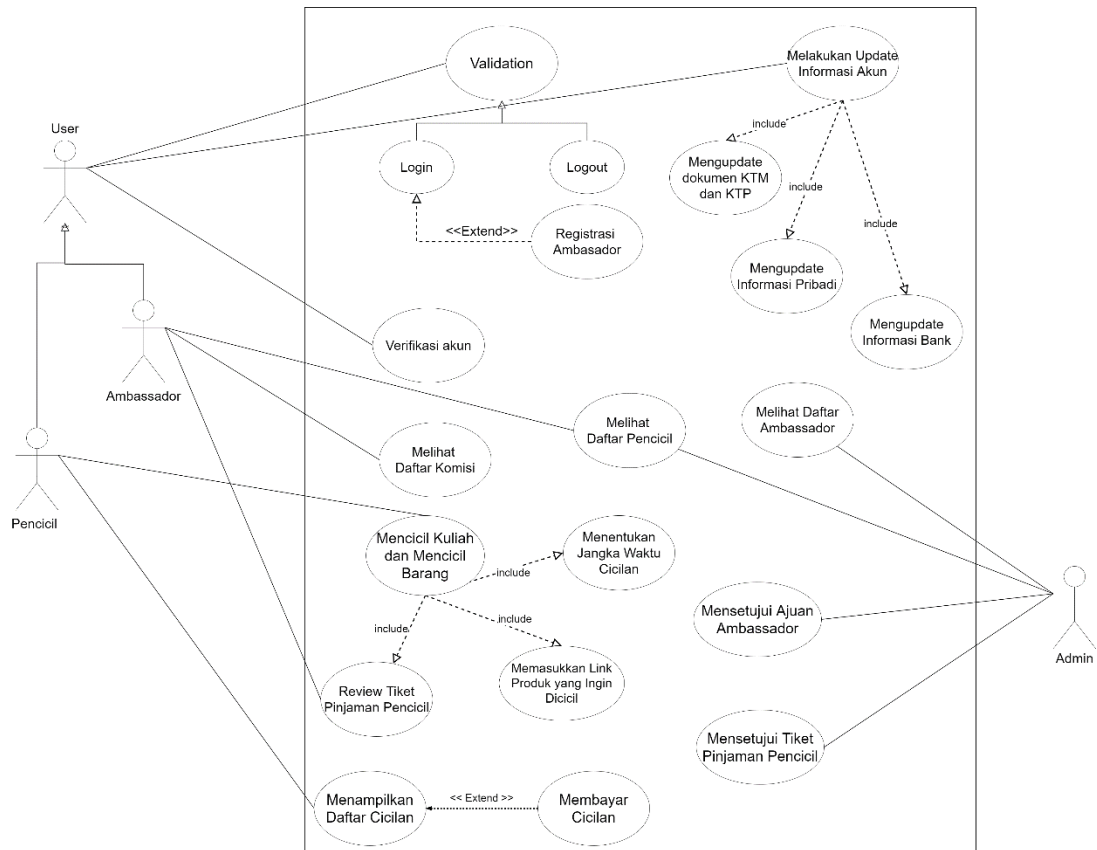 Validation
Melakukan Update
Informasi Akun
User
include
Login
Logout
Mengupdate
dokumen KTM
dan KTP
include
include
<<Extend>>
Registrasi
Ambasador
Mengupdate
Informasi Pribadi
Mengupdate
Informasi Bank
Verifikasi akun
Ambassador
Melihat
Daftar Pencicil
Melihat Daftar
Ambassador
Melihat
Daftar Komisi
Pencicil
Mencicil Kuliah
dan Mencicil
Barang
Menentukan
Jangka Waktu
Cicilan
include
include
include
Mensetujui Ajuan
Ambassador
Admin
Review Tiket
Pinjaman Pencicil
Memasukkan Link
Produk yang Ingin
Dicicil
Mensetujui Tiket
Pinjaman Pencicil
Menampilkan
Daftar Cicilan
<< Extend >>
Membayar
Cicilan